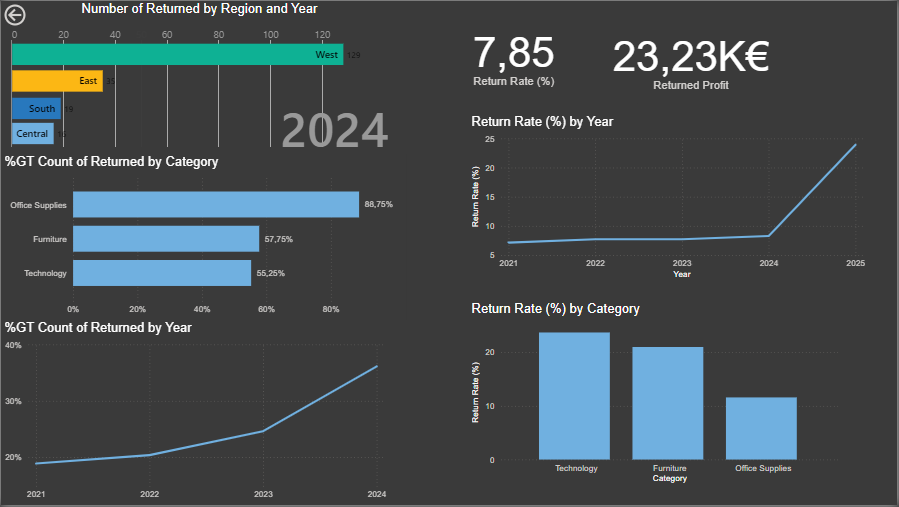 Number of Returned by Region and Year
0 20 40 60 80 100 120
West 129
East
South 19
Central
2024
%GT Count of Returned by Category
Office Supplies 88,75%
Furniture 57,75%
Technology 55,25%
0% 20% 40% 60% 80%
%GT Count of Returned by Year
40%
30%
20%
2021 2022 2023 2024
7,85
Return Rate (%)
23,23K€
Returned Profit
Return Rate (%) by Year
Return Rate (%)
25
20
15
10
5
2021 2022 2023 2024 2025
Year
Return Rate (%) by Category
Return Rate (%)
20
10
0
Technology Furniture Office Supplies
Category